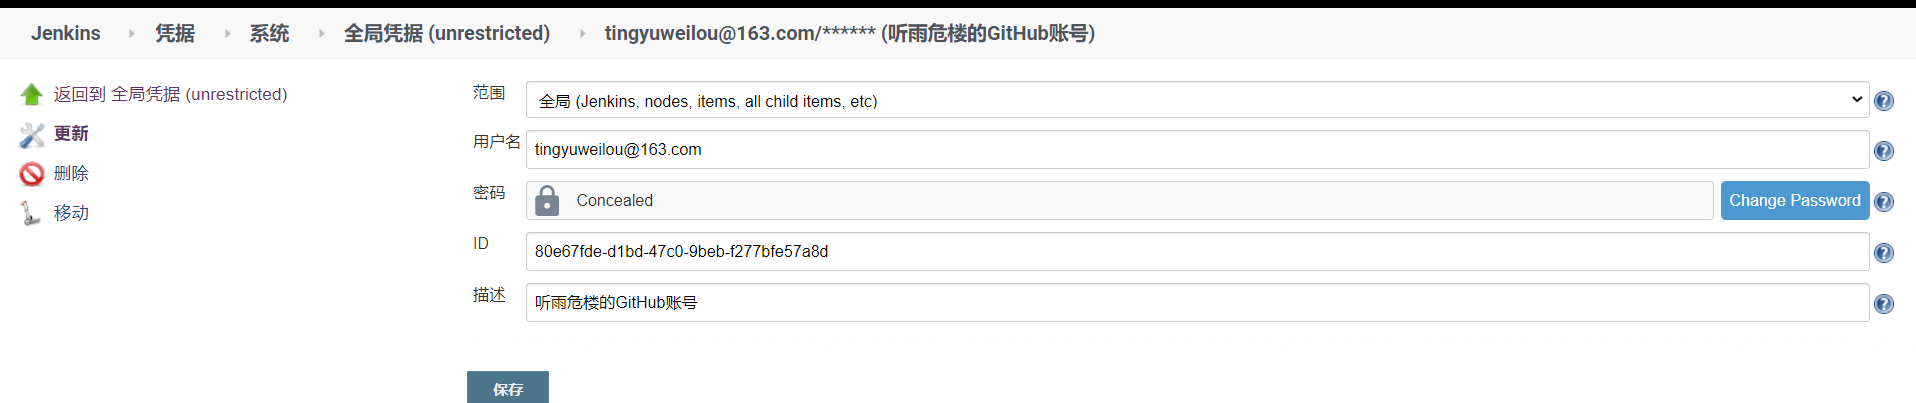 Jenkins 凭据 系统 全局凭据 (unrestricted) tingyuweilou@163.com/****** (听雨危楼的GitHub账号)
返回到 全局凭据 (unrestricted)
更新
删除
移动
范围 全局 (Jenkins, nodes, items, all child items, etc)
用户名 tingyuweilou@163.com
密码 Concealed Change Password
ID 80e67fde-d1bd-47c0-9beb-f277bfe57a8d
描述 听雨危楼的GitHub账号
保存